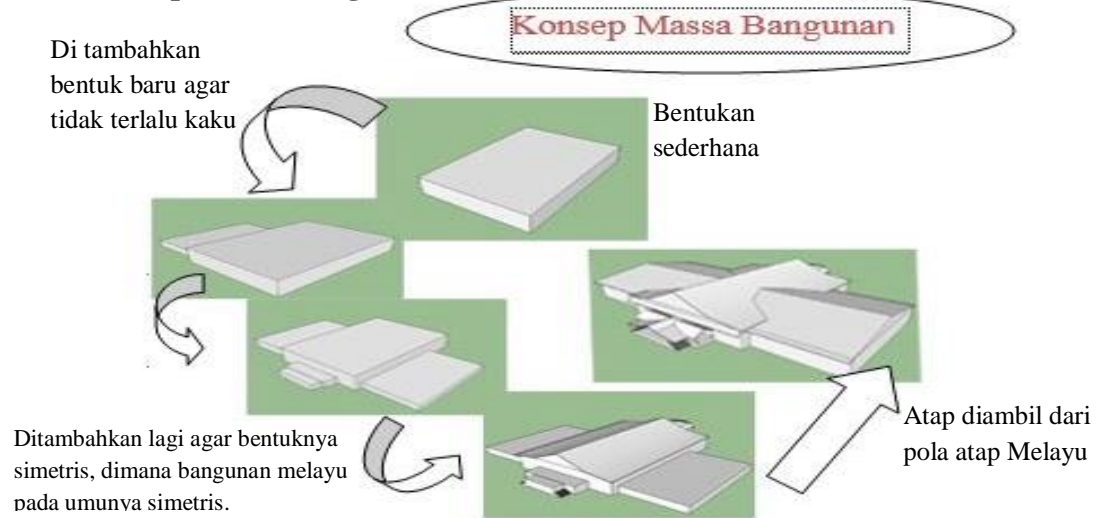 Konsep Massa Bangunan
Di tambahkan
bentuk baru agar
tidak terlalu kaku
Bentukan
sederhana
Ditambahkan lagi agar bentuknya
simetris, dimana bangunan melayu
pada umunya simetris.
Atap diambil dari
pola atap Melayu